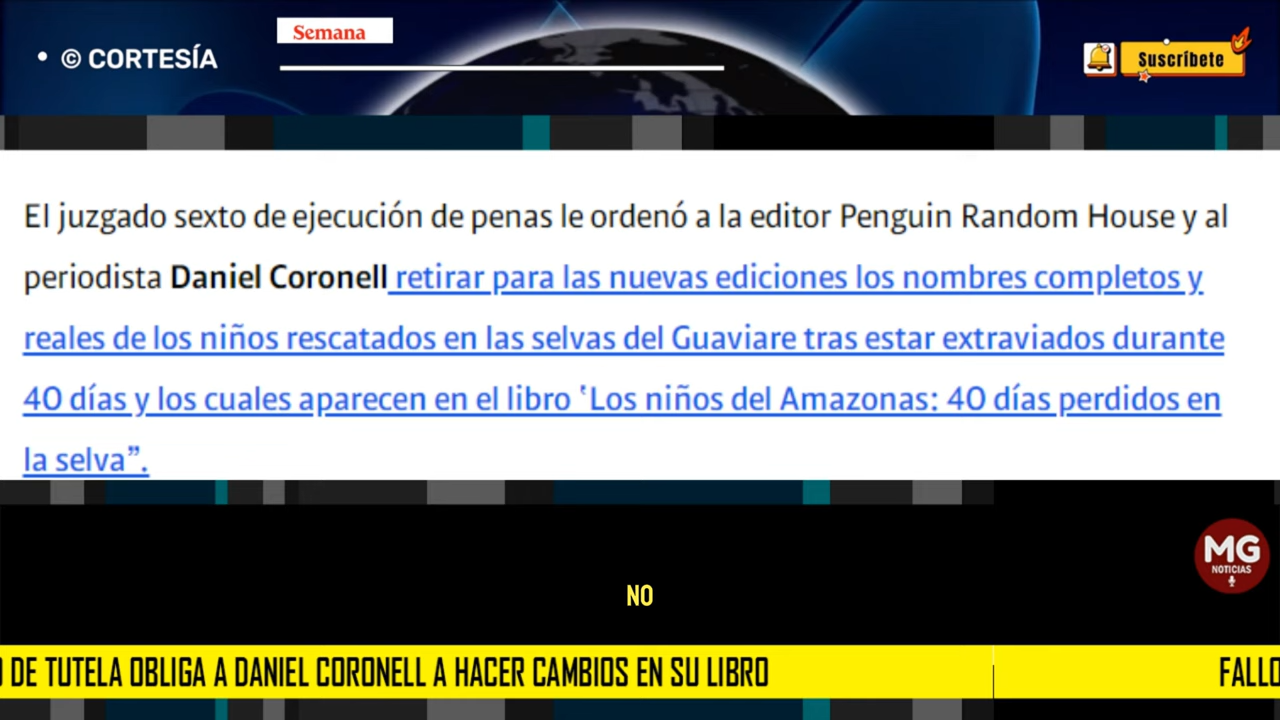 Semana
• © CORTESÍA
Suscríbete
El juzgado sexto de ejecución de penas le ordenó a la editor Penguin Random House y al
periodista Daniel Coronell retirar para las nuevas ediciones los nombres completos y
reales de los niños rescatados en las selvas del Guaviare tras estar extraviados durante
40 días y los cuales aparecen en el libro ‛Los niños del Amazonas: 40 días perdidos en
la selva”.
MG
NOTICIAS
NO
O DE TUTELA OBLIGA A DANIEL CORONELL A HACER CAMBIOS EN SU LIBRO
FALLO